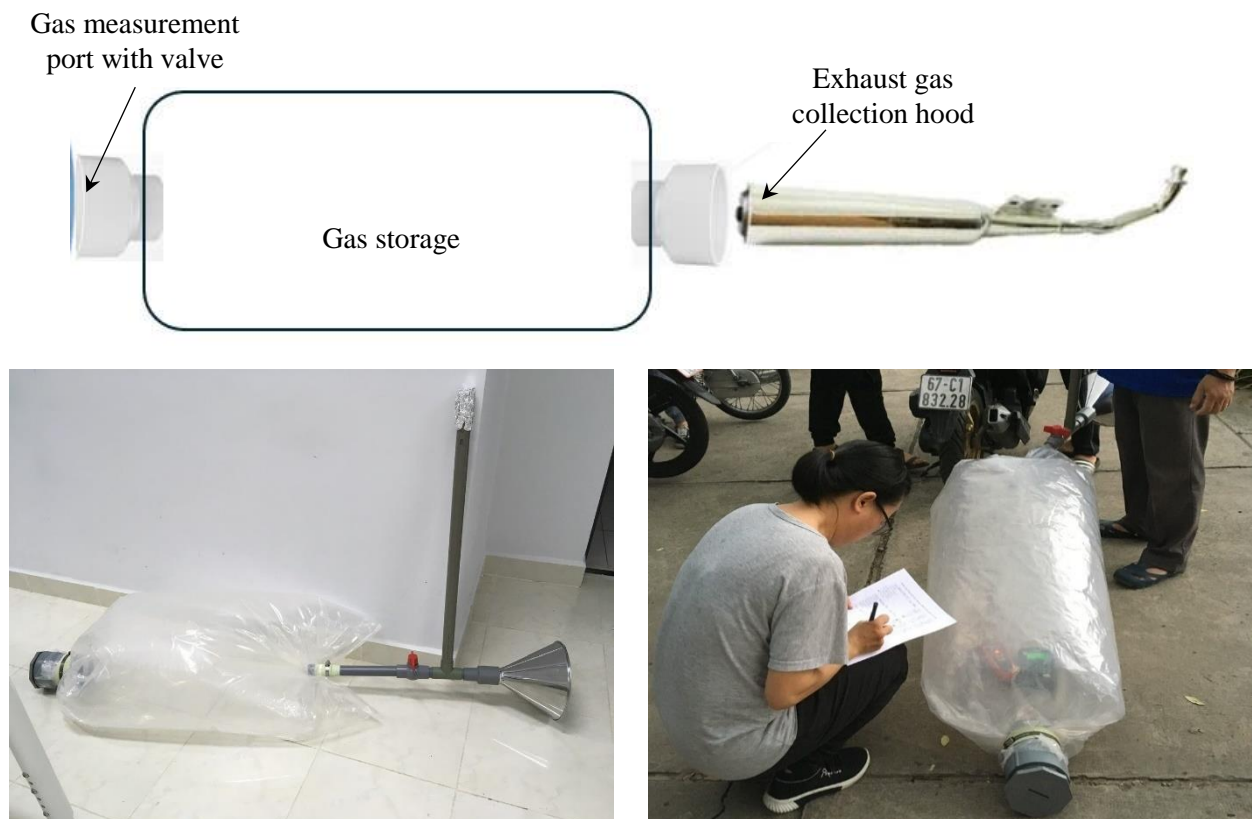 Gas measurement
port with valve
Exhaust gas
collection hood
Gas storage
67-C1
832.28